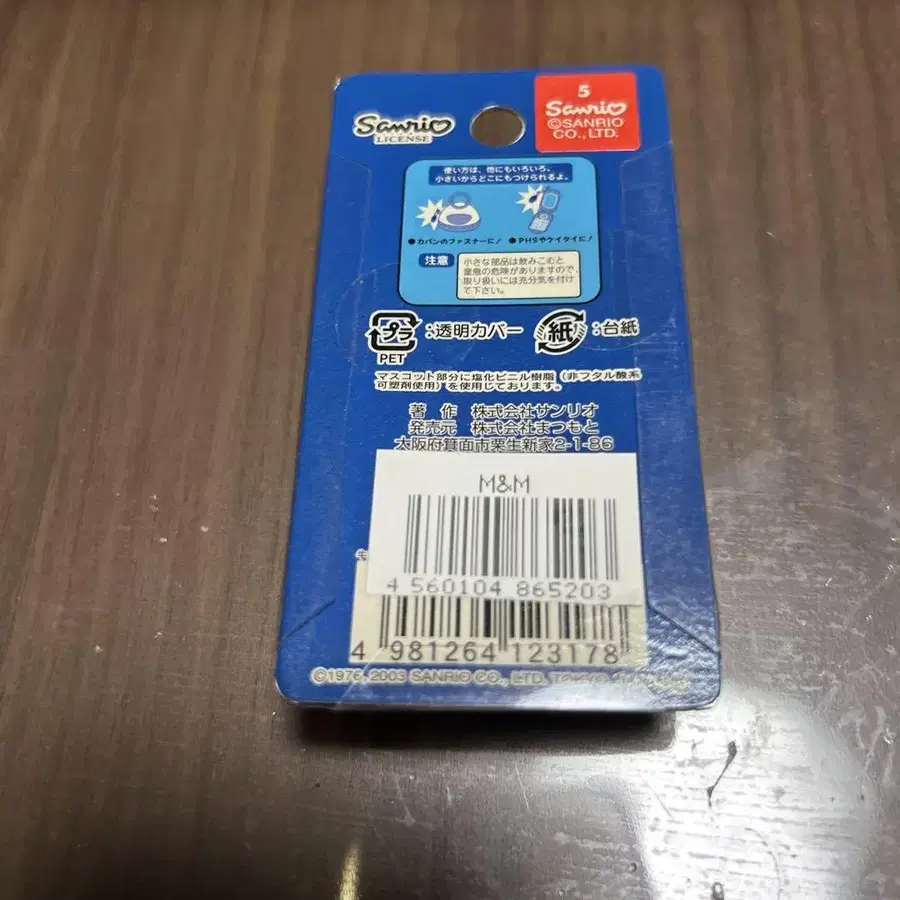 Sanrio
LICENSE
5
Sanrio
©SANRIO
CO., LTD.
使い方は、他にもいろいろ。
小さいからどこにもつけられるよ。
●カバンのファスナーに! ●PHSやケイタイに!
注意
小さな部品は飲みこむと
窒息の危険がありますので、
取り扱いには充分気を付け
て下さい。
プラ
PET
:透明カバー
紙
:台紙
マスコット部分に塩化ビニル樹脂(非フタル酸系
可塑剤使用)を使用しております。
著 作 株式会社サンリオ
発売元 株式会社まつもと
大阪府箕面市粟生新家2-1-86
M&M
4 560104 865203
4 981264 123178
©1976, 2003 SANRIO CO., LTD. TOKYO,